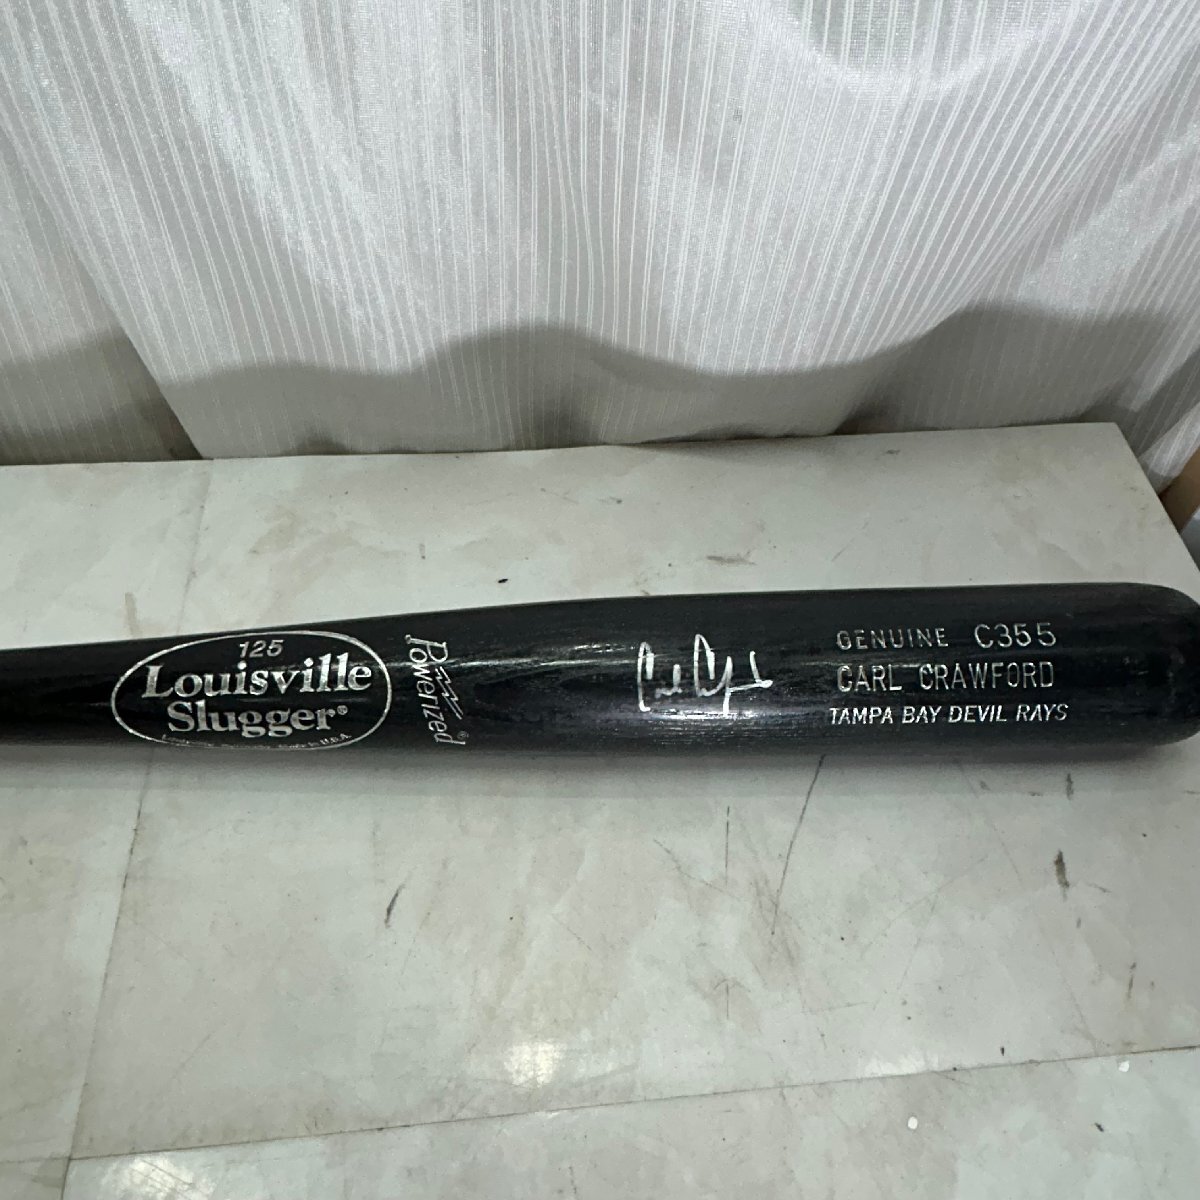 125
Louisville
Slugger®
Powerized®
GENUINE C355
CARL CRAWFORD
TAMPA BAY DEVIL RAYS